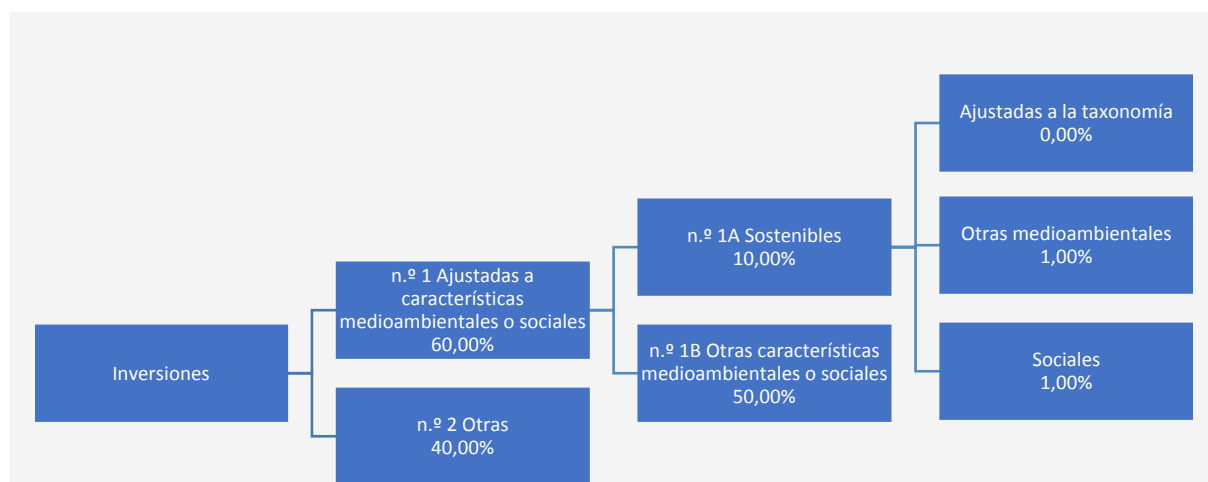 Inversiones
n.º 1 Ajustadas a
características
medioambientales o sociales
60,00%
n.º 2 Otras
40,00%
n.º 1A Sostenibles
10,00%
n.º 1B Otras características
medioambientales o sociales
50,00%
Ajustadas a la taxonomía
0,00%
Otras medioambientales
1,00%
Sociales
1,00%